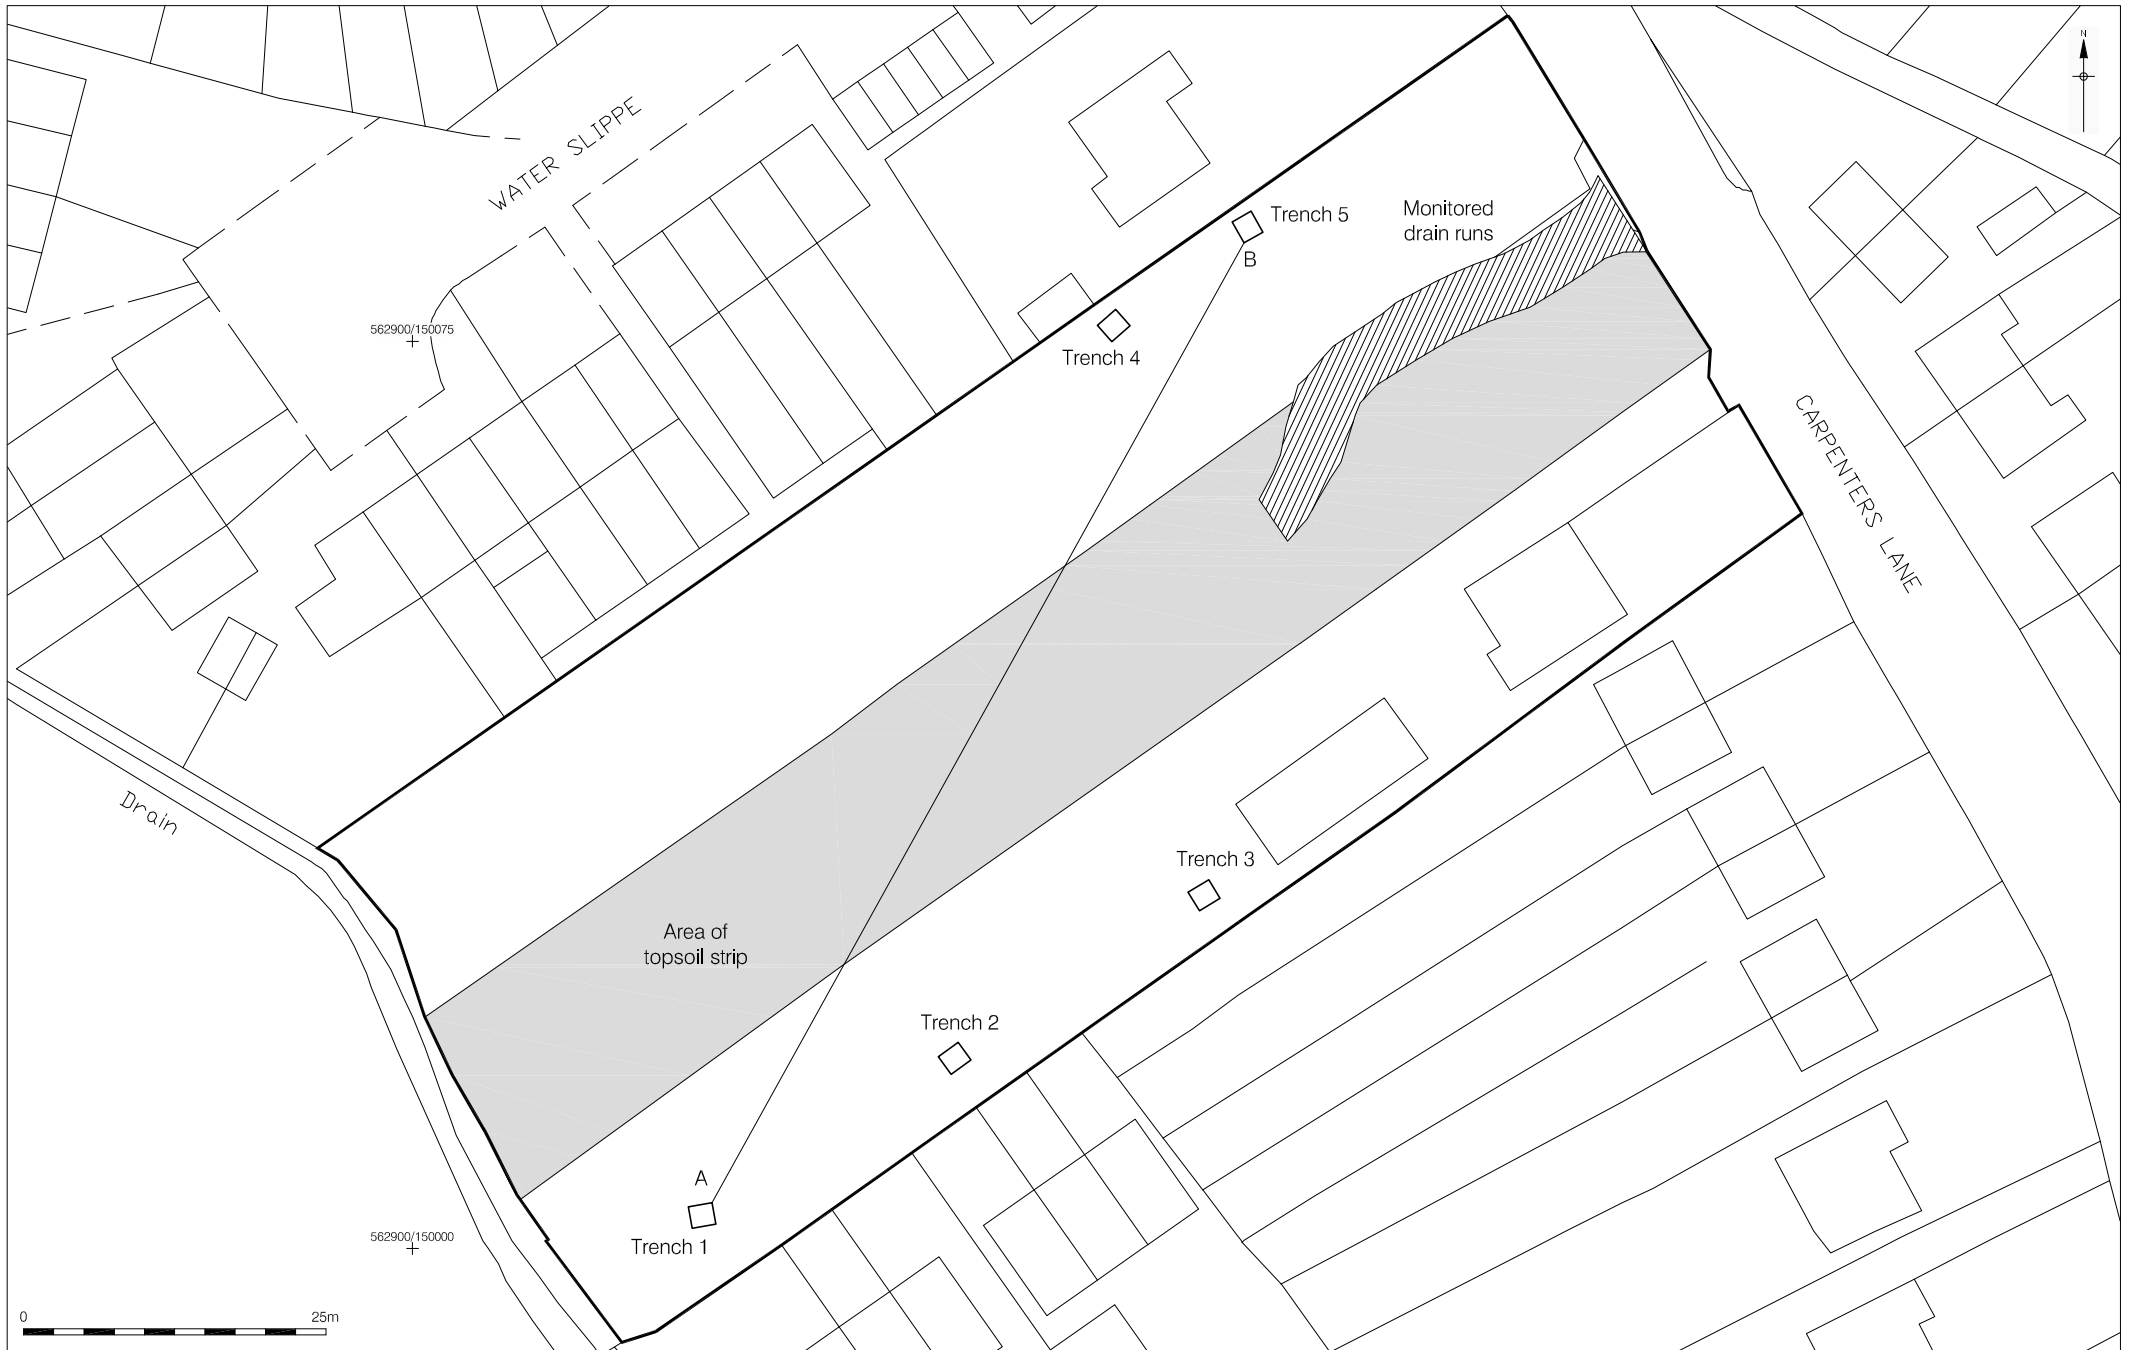 N
WATER SLIPPE
Trench 5
Monitored
drain runs
B
562900/150075
Trench 4
CARPENTERS LANE
Drain
Trench 3
Area of
topsoil strip
Trench 2
A
Trench 1
562900/150000
0 25m